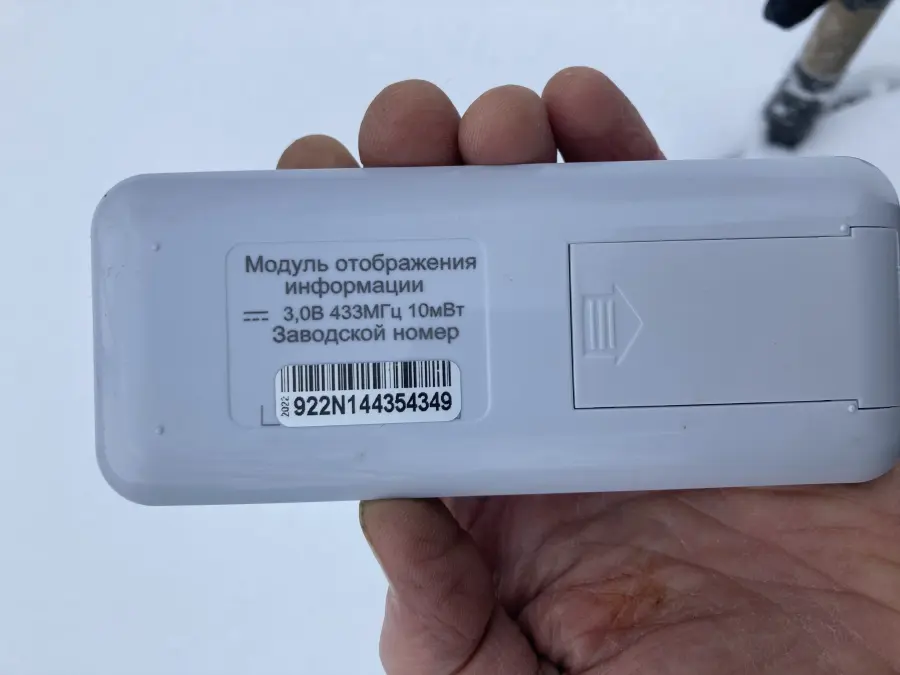 Модуль отображения
информации
3,0В 433МГц 10мВт
Заводской номер
2022
922N144354349